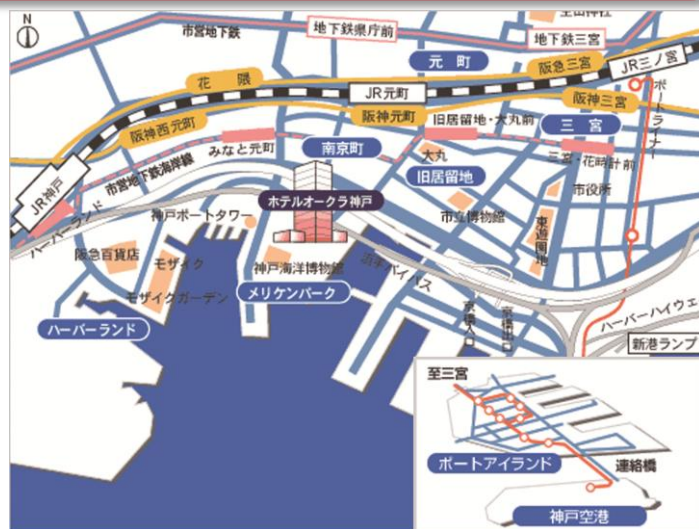 N
生田神社
市営地下鉄
地下鉄県庁前
地下鉄三宮
元町
阪急三宮
JR三ノ宮
花隈
JR元町
阪神元町
阪神三宮
ポートライナー
阪神西元町
旧居留地・大丸前
三宮
みなと元町
南京町
大丸
三宮・花時計前
市営地下鉄海岸線
旧居留地
市役所
JR神戸
ハーバーランド
ホテルオークラ神戸
神戸ポートタワー
市立博物館
東遊園地
阪急百貨店
モザイク
神戸海洋博物館
浜手バイパス
モザイクガーデン
メリケンパーク
京橋入口
京橋出口
ハーバーハイウェ
ハーバーランド
新港ランプ
至三宮
ポートアイランド
連絡橋
神戸空港